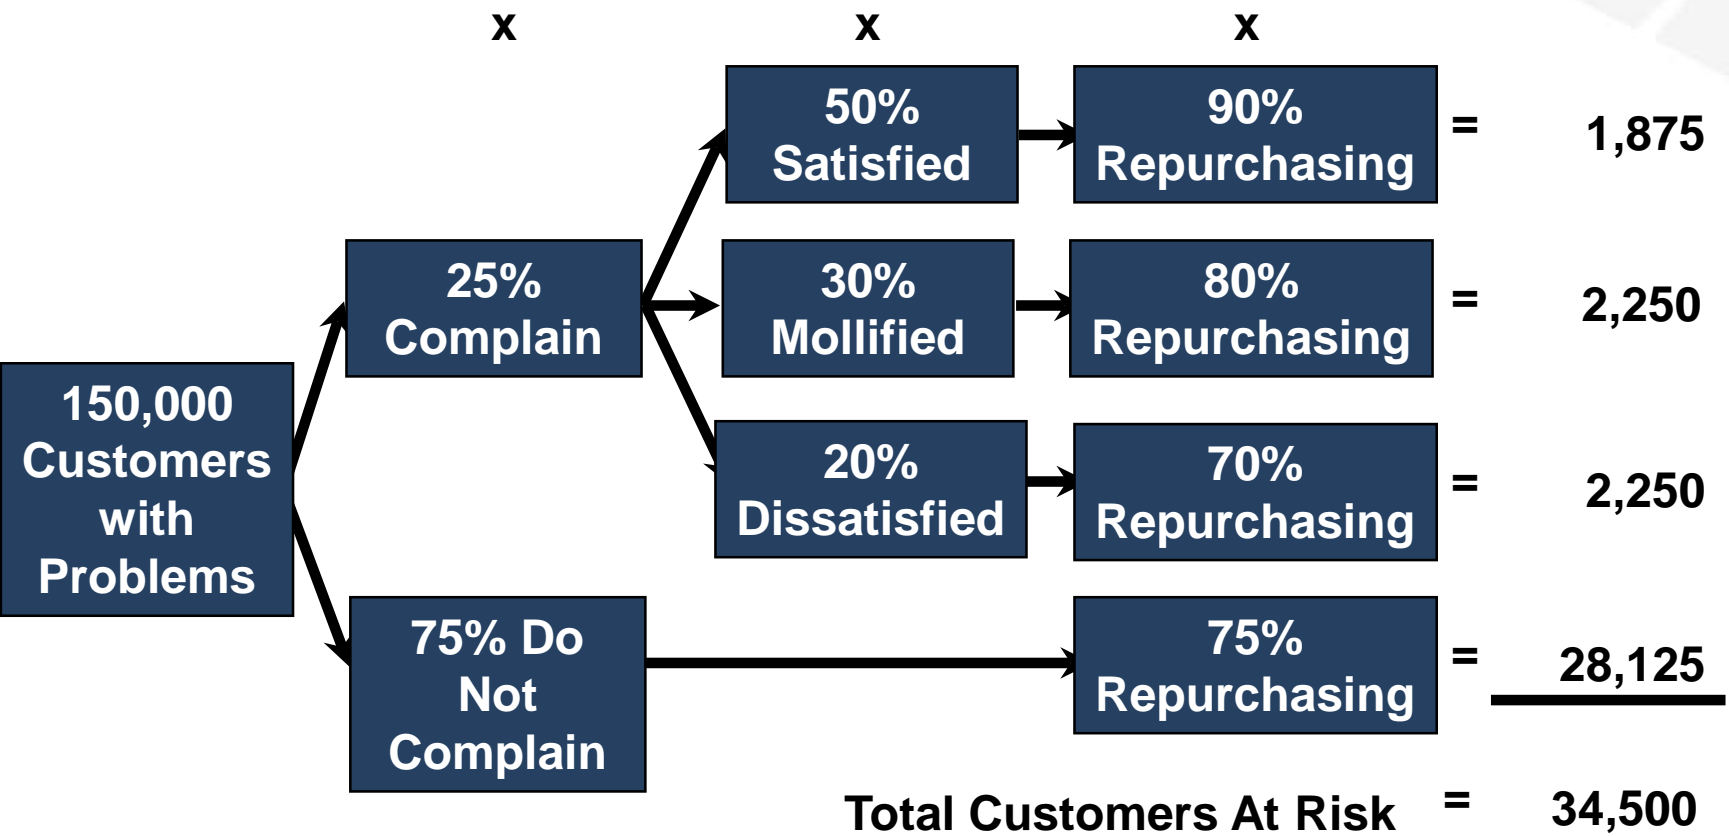 x x x
50%
Satisfied
90%
Repurchasing
= 1,875
25%
Complain
30%
Mollified
80%
Repurchasing
= 2,250
150,000
Customers
with
Problems
20%
Dissatisfied
70%
Repurchasing
= 2,250
75% Do
Not
Complain
75%
Repurchasing
= 28,125
Total Customers At Risk = 34,500